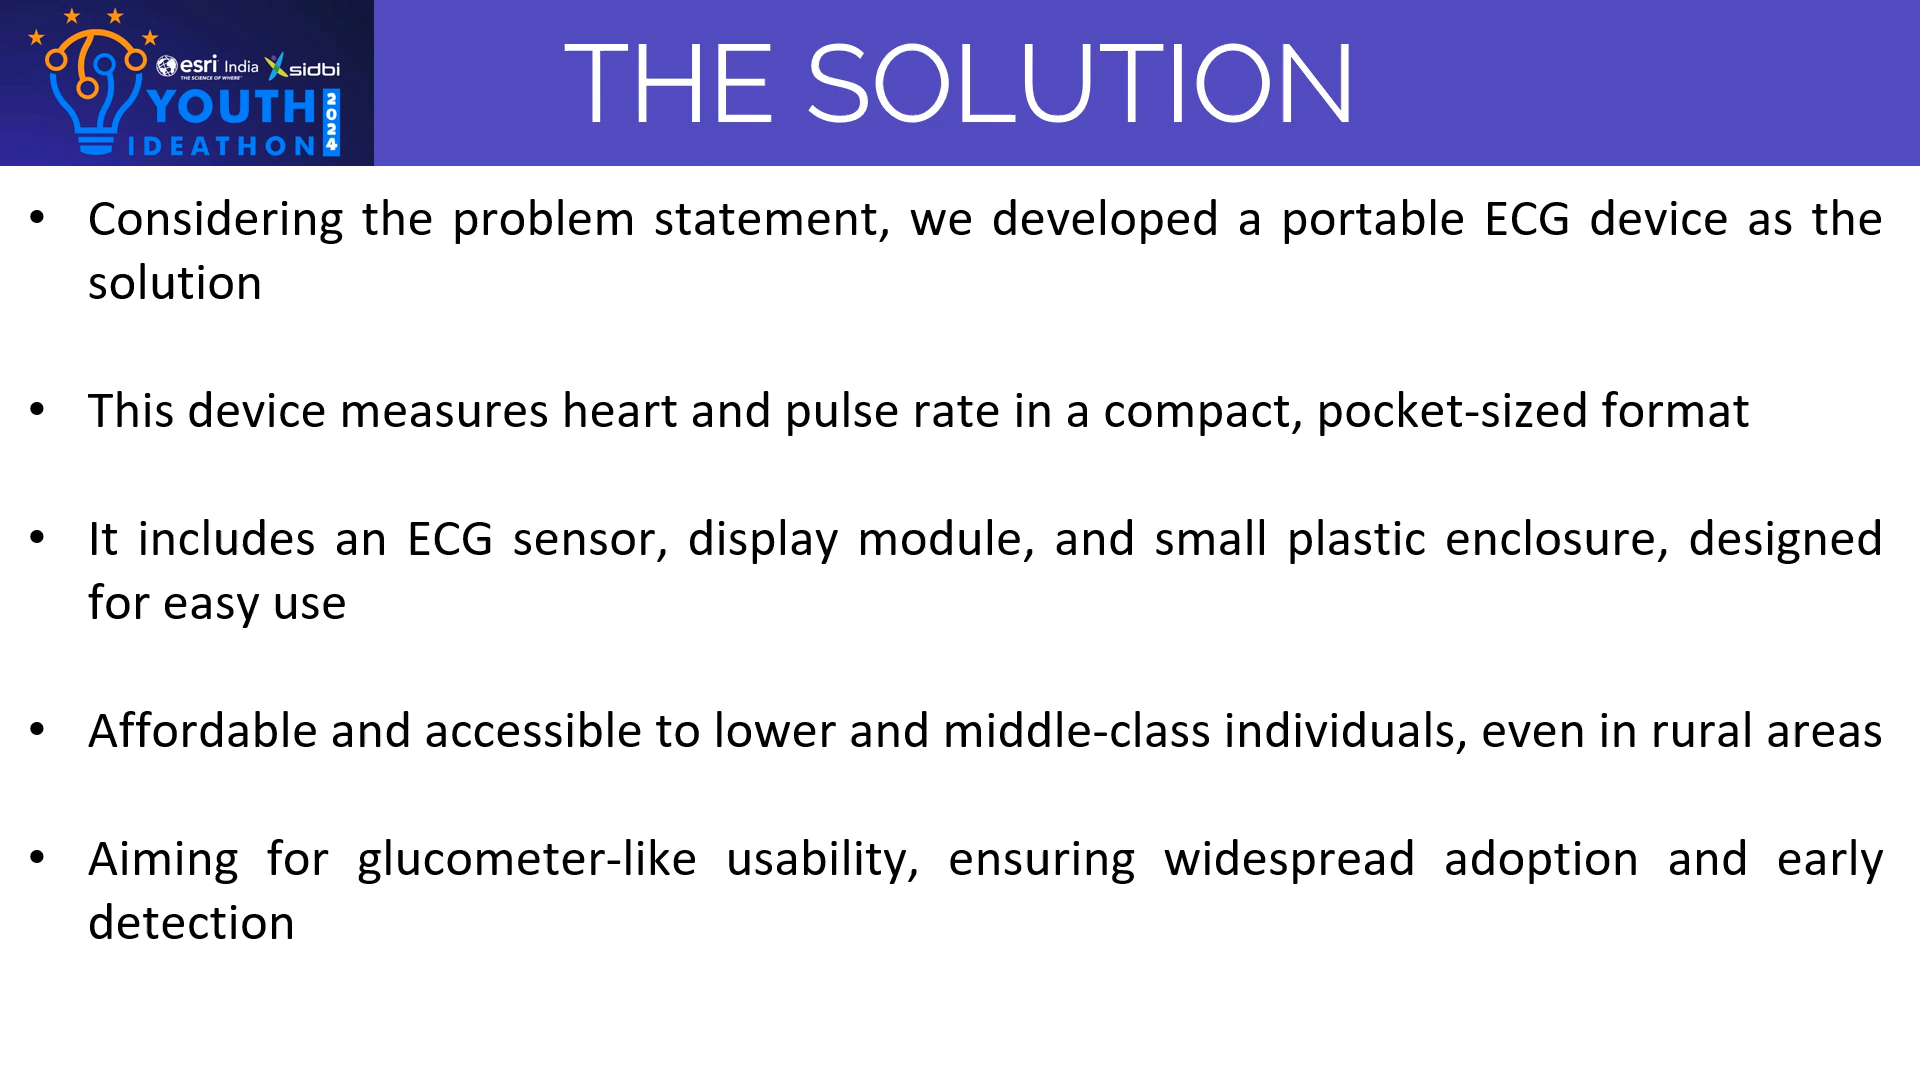 esri India
THE SCIENCE OF WHERE™
sidbi
YOUTH
IDEATHON
2024
THE SOLUTION
• Considering the problem statement, we developed a portable ECG device as the
solution
• This device measures heart and pulse rate in a compact, pocket-sized format
• It includes an ECG sensor, display module, and small plastic enclosure, designed
for easy use
• Affordable and accessible to lower and middle-class individuals, even in rural areas
• Aiming for glucometer-like usability, ensuring widespread adoption and early
detection